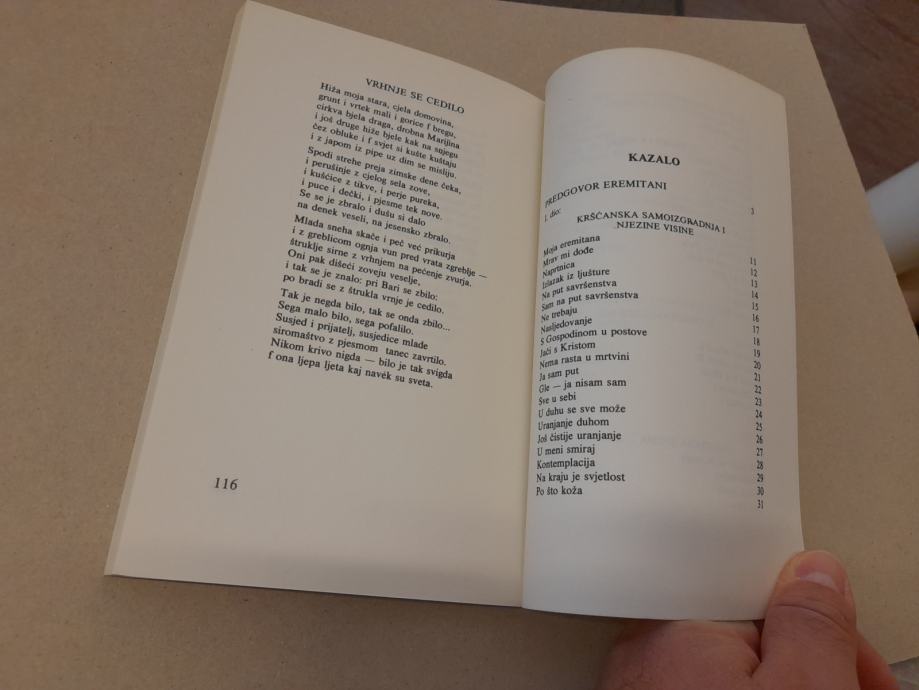 VRHNJE SE CEDILO
Hiža moja stara, cjela domovina,
grunt i vrtek mali i gorice f bregu,
cirkva bjela draga, drobna Marijina
i još druge hiže bjele kak na snjegu
čez obluke i f svjet si kušte kuštaju
i z japom iz pipe uz dim se misliju.
Spodi strehe preja zimske dene čeka,
i perušinje z cjelog sela zove,
i kuščice z tikve, i perje pureka,
i puce i dečki, i pjesme tek nove.
Se se je zbralo i dušu si dalo
na denek veseli, na jesensko zbralo.
Mlada sneha skače i peč več prikurja
i z greblicom ognja vun pred vrata zgreblje —
štruklje sirne z vrhnjem na pečenje zvurja.
Oni pak dišeći zoveju veselje,
i tak se je znalo: pri Bari se zbilo:
po bradi se z štrukla vrnje je cedilo.
Tak je negda bilo, tak se onda zbilo...
Sega malo bilo, sega pofalilo.
Susjed i prijatelj, susjedice mlade
siromaštvo z pjesmom tanec zavrtilo.
Nikom krivo nigda — bilo je tak svigda
f ona ljepa ljeta kaj navék su sveta.
116
KAZALO
PREDGOVOR EREMITANI 3
1. dio:
KRŠĆANSKA SAMOIZGRADNJA I
NJEZINE VISINE
Moja eremitana 11
Mrav mi dođe 12
Naprtnica 13
Izlazak iz ljušture 14
Na put savršenstva 15
Sam na put savršenstva 16
Ne trebaju 17
Nasljedovanje 18
S Gospodinom u postove 19
Jači s Kristom 20
Nema rasta u mrtvini 21
Ja sam put 22
Gle — ja nisam sam 23
Sve u sebi 24
U duhu se sve može 25
Uranjanje duhom 26
Još čistije uranjanje 27
U meni smiraj 28
Kontemplacija 29
Na kraju je svjetlost 30
Po što koža 31